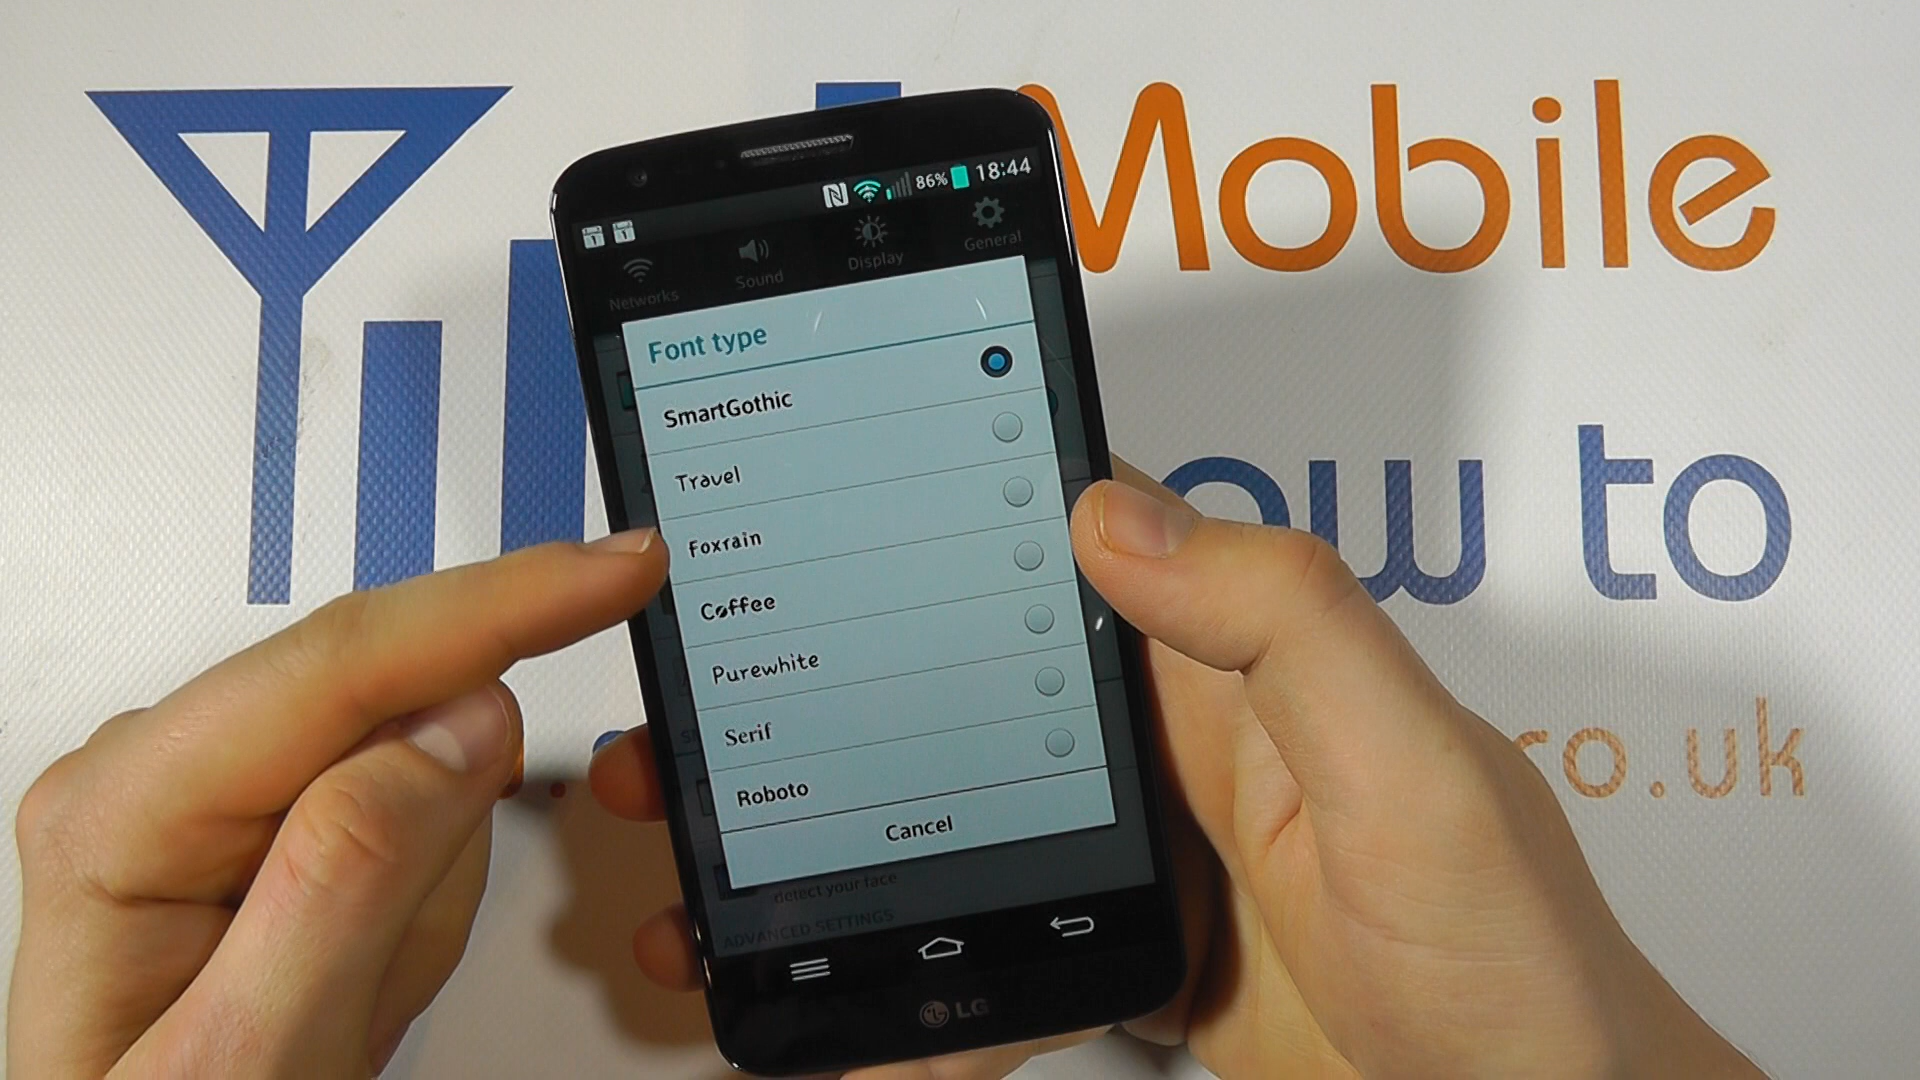 Mobile
ow to
.co.uk
86% 18:44
Networks Sound Display General
Font type
SmartGothic
Travel
Foxrain
Coffee
Purewhite
Serif
Roboto
Cancel
detect your face
ADVANCED SETTINGS
LG